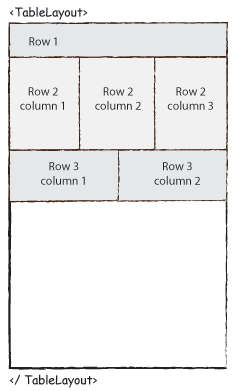 <TableLayout>
Row 1
Row 2
column 1
Row 2
column 2
Row 2
column 3
Row 3
column 1
Row 3
column 2
</ TableLayout>